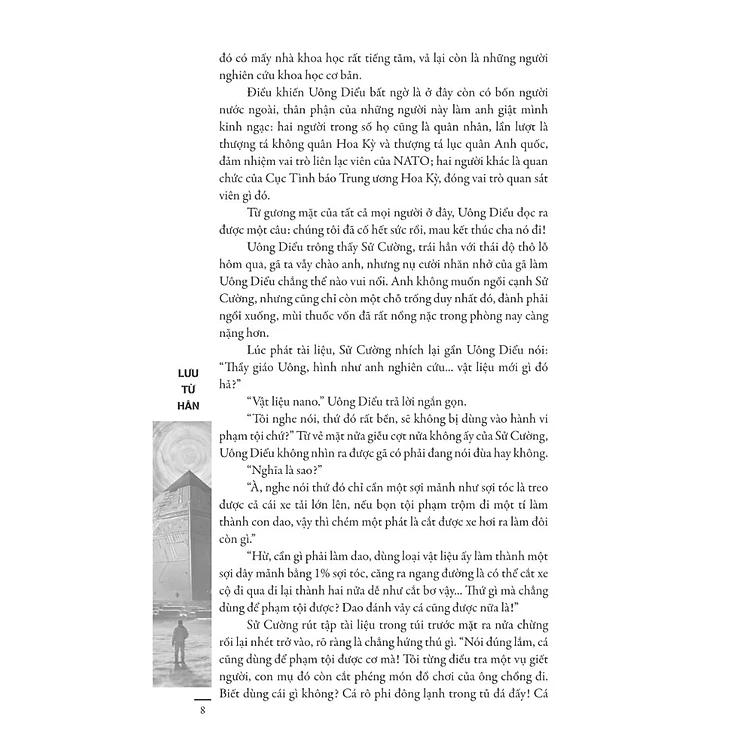 đó có mấy nhà khoa học rất tiếng tăm, vả lại còn là những người
nghiên cứu khoa học cơ bản.
Điều khiến Uông Diểu bất ngờ là ở đây còn có bốn người
nước ngoài, thân phận của những người này làm anh giật mình
kinh ngạc: hai người trong số họ cũng là quân nhân, lần lượt là
thượng tá không quân Hoa Kỳ và thượng tá lục quân Anh quốc,
đảm nhiệm vai trò liên lạc viên của NATO; hai người khác là quan
chức của Cục Tình báo Trung ương Hoa Kỳ, đóng vai trò quan sát
viên gì đó.
Từ gương mặt của tất cả mọi người ở đây, Uông Diểu đọc ra
được một câu: chúng tôi đã cố hết sức rồi, mau kết thúc cha nó đi!
Uông Diểu trông thấy Sử Cường, trái hẳn với thái độ thô lỗ
hôm qua, gã ta vẫy chào anh, nhưng nụ cười nhăn nhở của gã làm
Uông Diểu chẳng thể nào vui nổi. Anh không muốn ngồi cạnh Sử
Cường, nhưng cũng chỉ còn một chỗ trống duy nhất đó, đành phải
ngồi xuống, mùi thuốc vốn đã rất nồng nặc trong phòng nay càng
nặng hơn.
Lúc phát tài liệu, Sử Cường nhích lại gần Uông Diểu nói:
“Thầy giáo Uông, hình như anh nghiên cứu... vật liệu mới gì đó
hả?”
“Vật liệu nano.” Uông Diểu trả lời ngắn gọn.
“Tôi nghe nói, thứ đó rất bền, sẽ không bị dùng vào hành vi
phạm tội chứ?” Từ vẻ mặt nửa giễu cợt nửa không ấy của Sử Cường,
Uông Diểu không nhìn ra được gã có phải đang nói đùa hay không.
“Nghĩa là sao?”
“À, nghe nói thứ đó chỉ cần một sợi mảnh như sợi tóc là treo
được cả cái xe tải lớn lên, nếu bọn tội phạm trộm đi một tí làm
thành con dao, vậy thì chém một phát là cắt được xe hơi ra làm đôi
còn gì.”
“Hừ, cần gì phải làm dao, dùng loại vật liệu ấy làm thành một
sợi dây mảnh bằng 1% sợi tóc, căng ra ngang đường là có thể cắt xe
cộ đi qua đi lại thành hai nửa dễ như cắt bơ vậy... Thứ gì mà chẳng
dùng để phạm tội được? Dao đánh vảy cá cũng được nữa là!”
Sử Cường rút tập tài liệu trong túi trước mặt ra nửa chừng
rồi lại nhét trở vào, rõ ràng là chẳng hứng thú gì. “Nói đúng lắm, cá
cũng dùng để phạm tội được cơ mà! Tôi từng điều tra một vụ giết
người, con mụ đó còn cắt phéng món đồ chơi của ông chồng đi.
Biết dùng cái gì không? Cá rô phi đông lạnh trong tủ đá đấy! Cá
LƯU
TỪ
HÂN
8